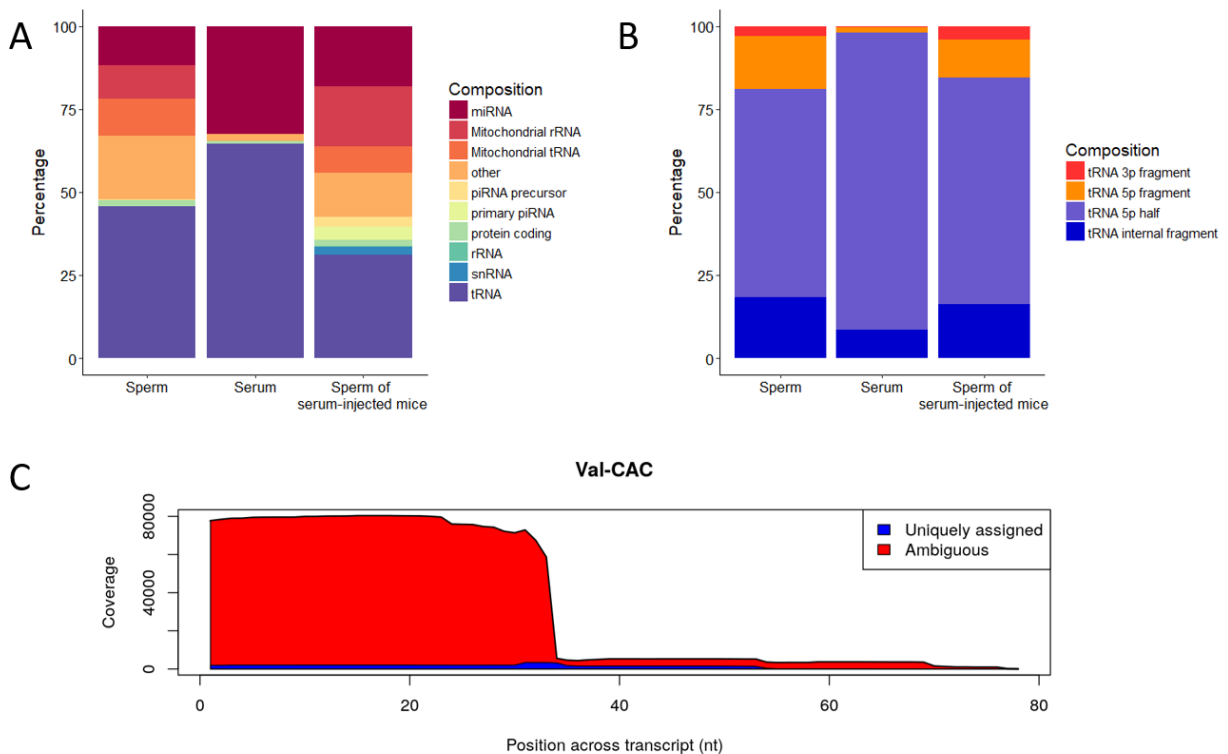 A
100
75
50
25
0
Percentage
Sperm
Serum
Sperm of
serum-injected mice
Composition
miRNA
Mitochondrial rRNA
Mitochondrial tRNA
other
piRNA precursor
primary piRNA
protein coding
rRNA
snRNA
tRNA
B
100
75
50
25
0
Percentage
Sperm
Serum
Sperm of
serum-injected mice
Composition
tRNA 3p fragment
tRNA 5p fragment
tRNA 5p half
tRNA internal fragment
C
Val-CAC
80000
40000
0
Coverage
Uniquely assigned
Ambiguous
0 20 40 60 80
Position across transcript (nt)